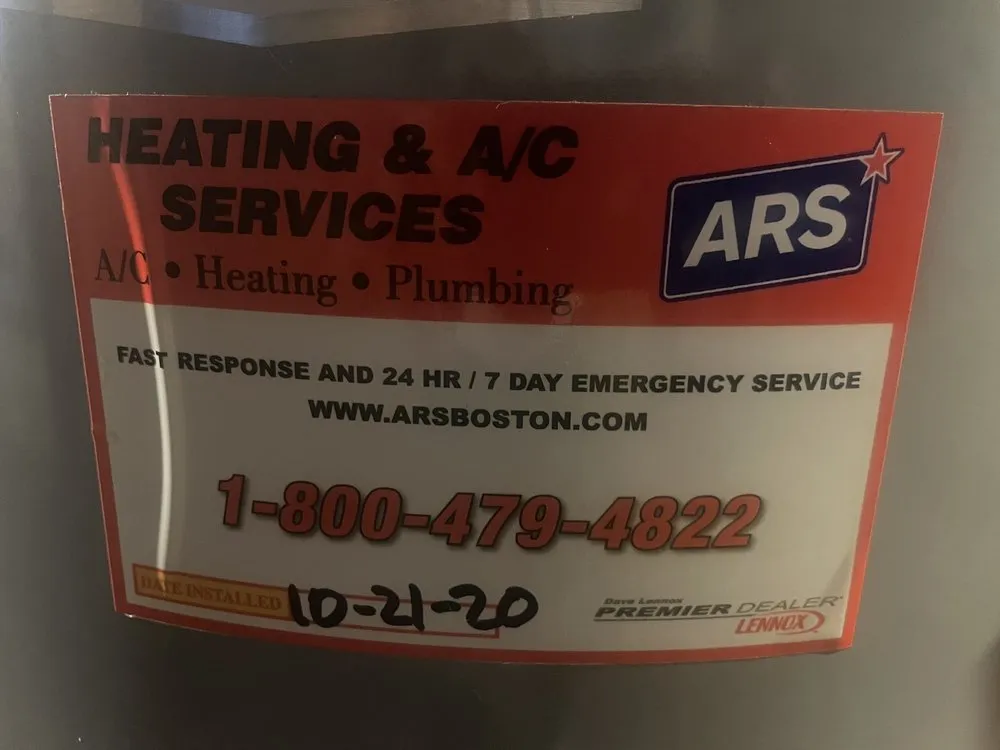 HEATING & A/C
SERVICES
A/C • Heating • Plumbing
ARS
FAST RESPONSE AND 24 HR / 7 DAY EMERGENCY SERVICE
WWW.ARSBOSTON.COM
1-800-479-4822
DATE INSTALLED 10-21-20
Dave Lennox
PREMIER DEALER™
LENNOX